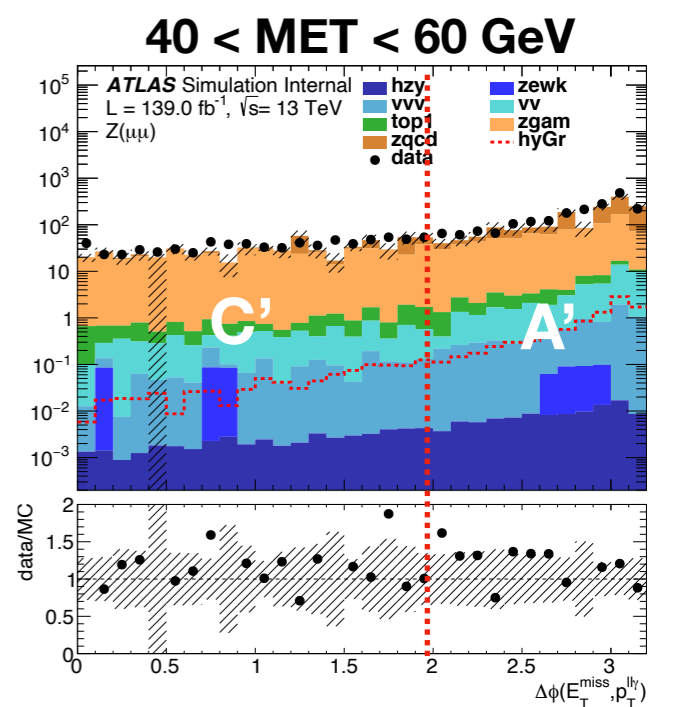 40 < MET < 60 GeV
ATLAS Simulation Internal
L = 139.0 fb⁻¹, √s= 13 TeV
Z(μμ)
hzy
zewk
vvv
vv
top1
zgam
zqcd
hyGr
data
10⁵
10⁴
10³
10²
10
1
10⁻¹
10⁻²
10⁻³
C'
A'
data/MC
2
1.5
1
0.5
0
0 0.5 1 1.5 2 2.5 3
Δϕ(E_T^miss,p_T^llγ)